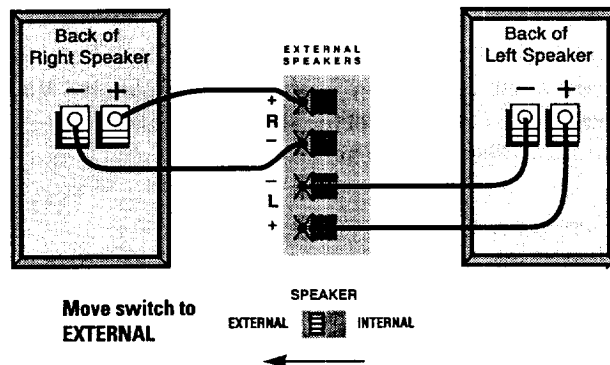 Back of
Right Speaker
− +
EXTERNAL
SPEAKERS
+
R
−
−
L
+
Back of
Left Speaker
− +
Move switch to
EXTERNAL
SPEAKER
EXTERNAL INTERNAL